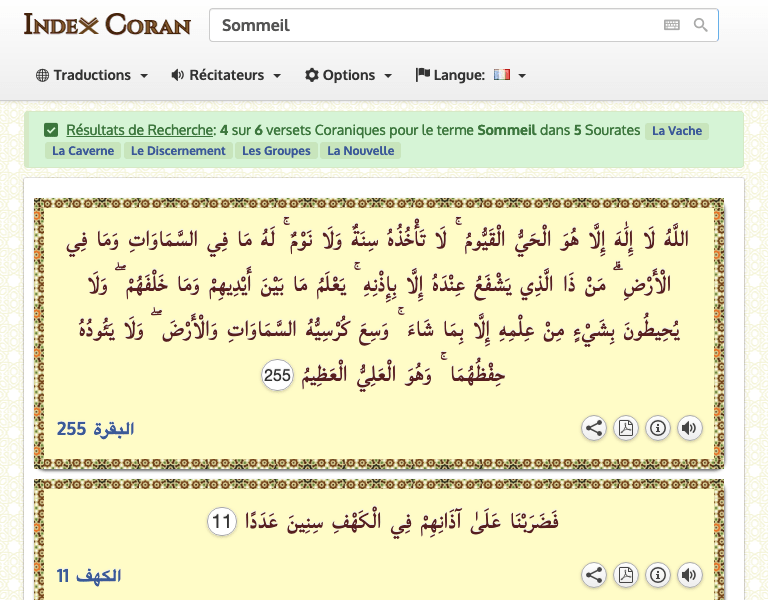 Index Coran
Sommeil
Traductions Récitateurs Options Langue:
Résultats de Recherche: 4 sur 6 versets Coraniques pour le terme Sommeil dans 5 Sourates La Vache
La Caverne Le Discernement Les Groupes La Nouvelle
اللَّهُ لَا إِلَٰهَ إِلَّا هُوَ الْحَيُّ الْقَيُّومُ ۚ لَا تَأْخُذُهُ سِنَةٌ وَلَا نَوْمٌ ۚ لَهُ مَا فِي السَّمَاوَاتِ وَمَا فِي
الْأَرْضِ ۗ مَنْ ذَا الَّذِي يَشْفَعُ عِنْدَهُ إِلَّا بِإِذْنِهِ ۚ يَعْلَمُ مَا بَيْنَ أَيْدِيهِمْ وَمَا خَلْفَهُمْ ۖ وَلَا
يُحِيطُونَ بِشَيْءٍ مِنْ عِلْمِهِ إِلَّا بِمَا شَاءَ ۚ وَسِعَ كُرْسِيُّهُ السَّمَاوَاتِ وَالْأَرْضَ ۖ وَلَا يَئُودُهُ
حِفْظُهُمَا ۚ وَهُوَ الْعَلِيُّ الْعَظِيمُ 255
البقرة 255
فَضَرَبْنَا عَلَىٰ آذَانِهِمْ فِي الْكَهْفِ سِنِينَ عَدَدًا 11
الكهف 11